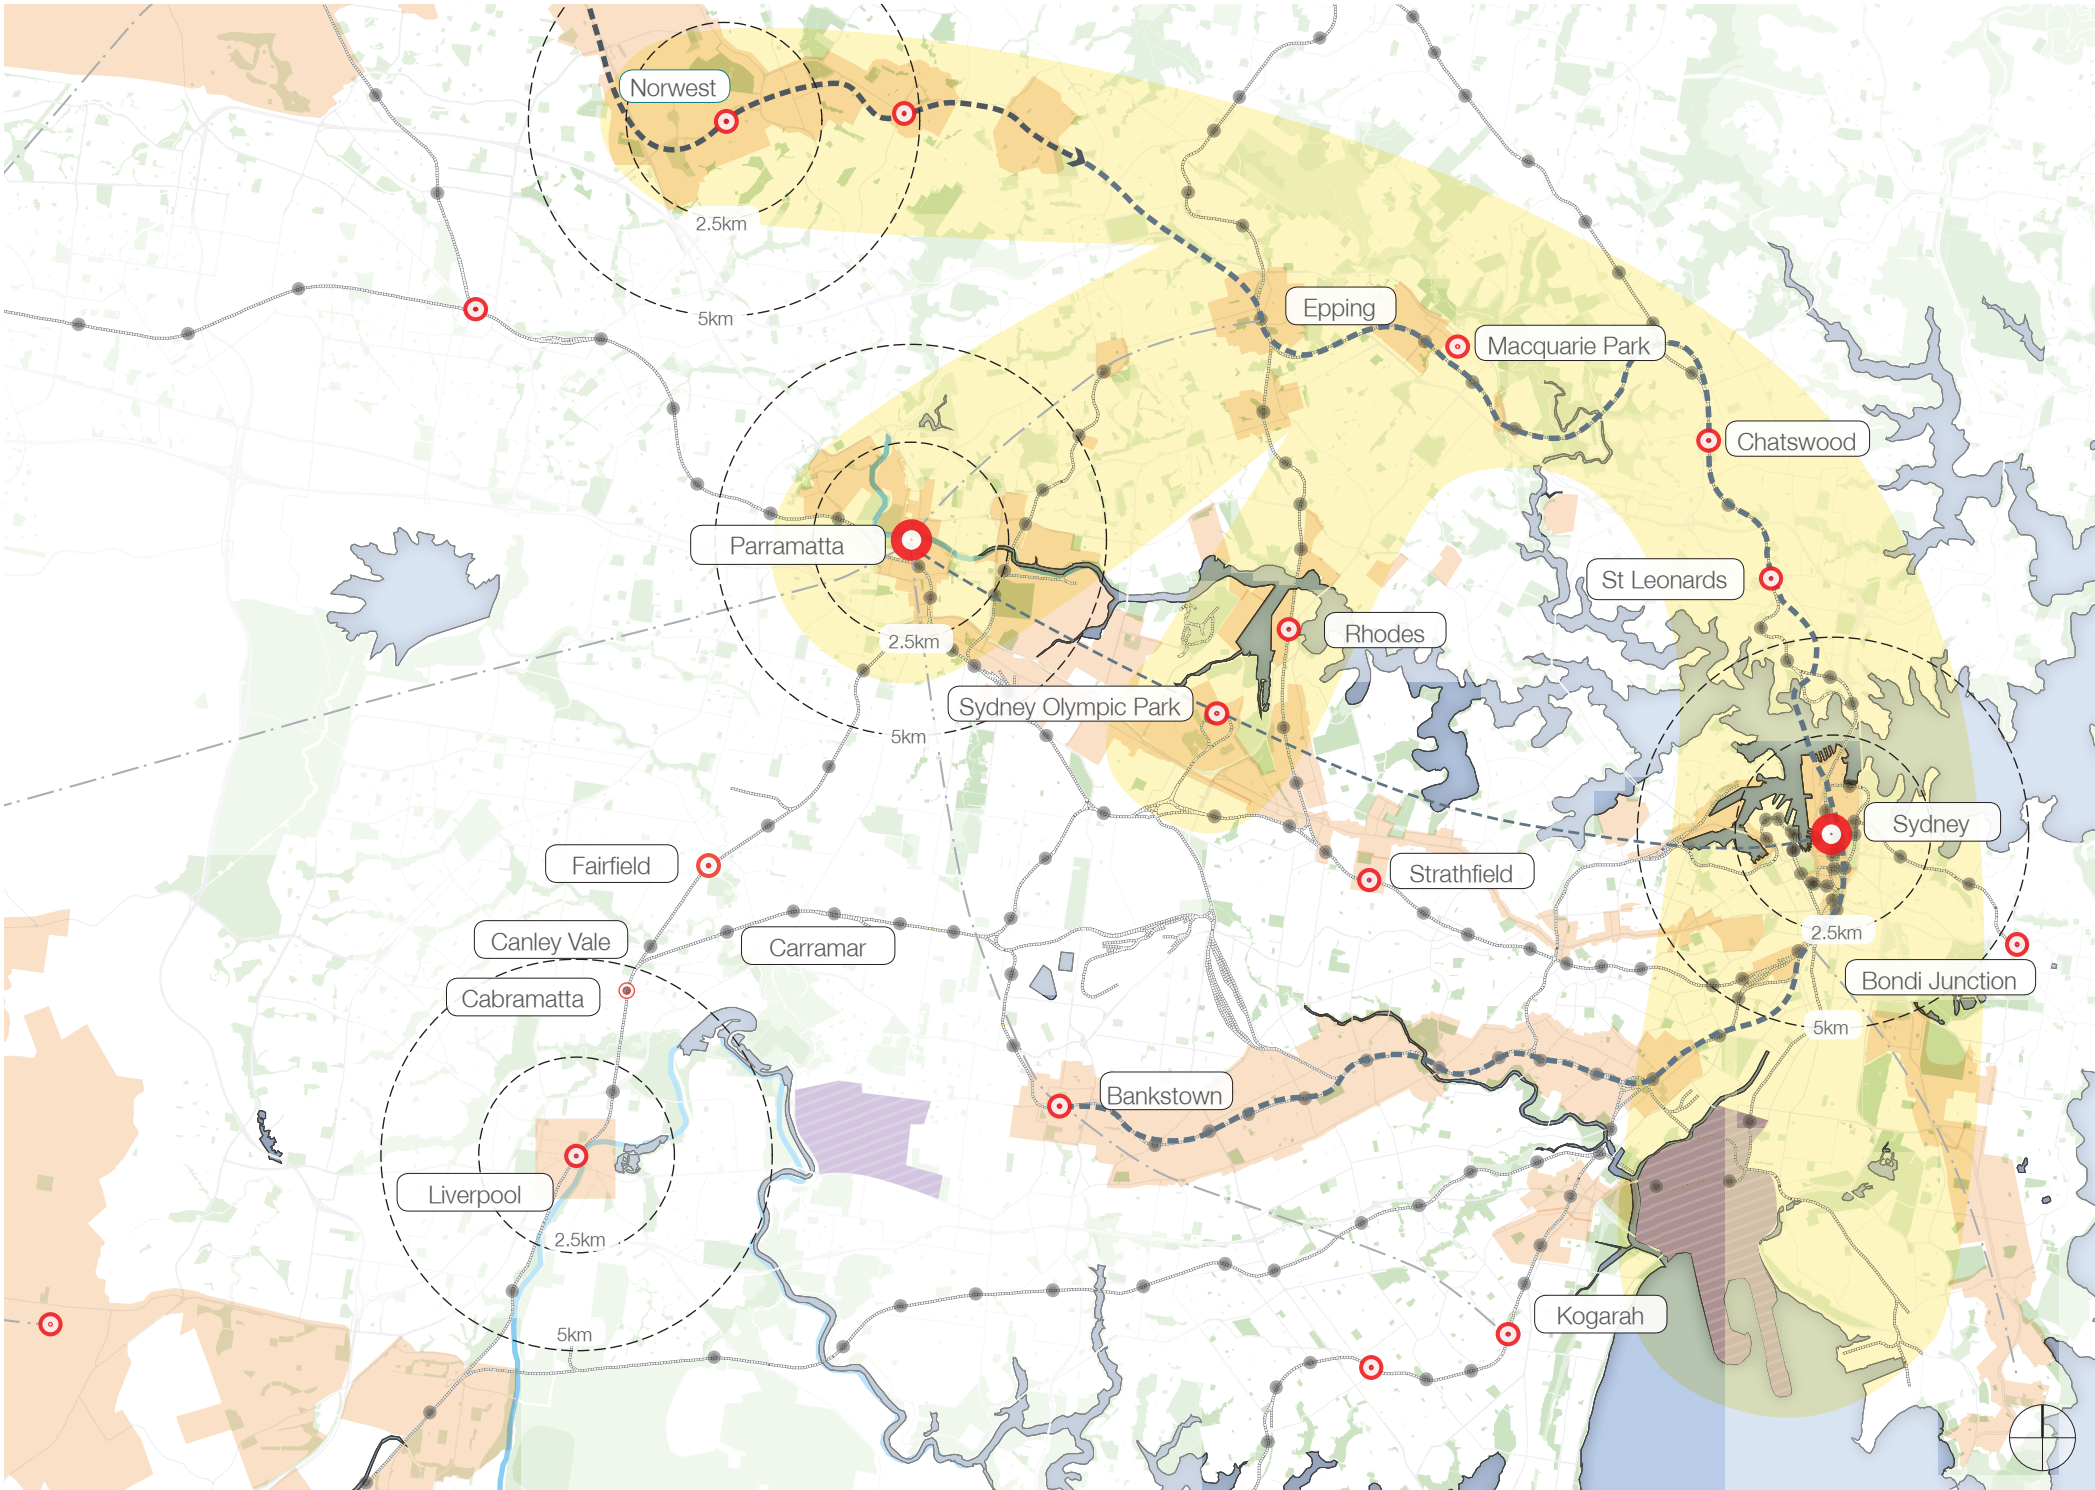 Norwest
2.5km
5km
Epping
Macquarie Park
Chatswood
Parramatta
St Leonards
2.5km
Rhodes
Sydney Olympic Park
5km
Sydney
Fairfield
Strathfield
2.5km
Canley Vale
Carramar
Bondi Junction
Cabramatta
5km
Bankstown
Liverpool
2.5km
Kogarah
5km